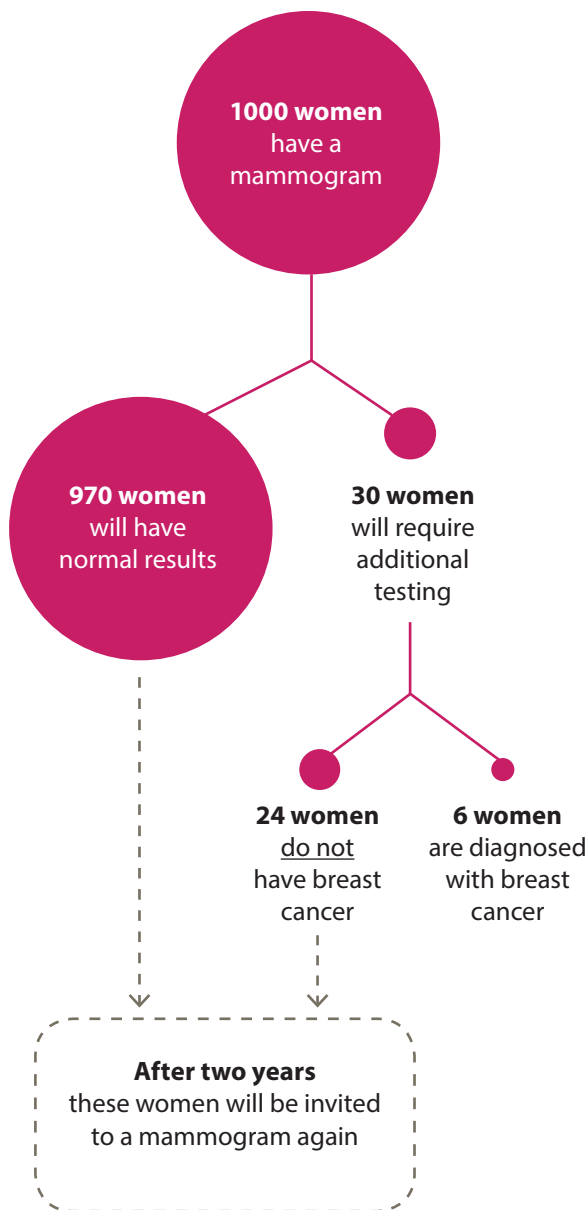 1000 women
have a
mammogram
970 women
will have
normal results
30 women
will require
additional
testing
24 women
do not
have breast
cancer
6 women
are diagnosed
with breast
cancer
After two years
these women will be invited
to a mammogram again